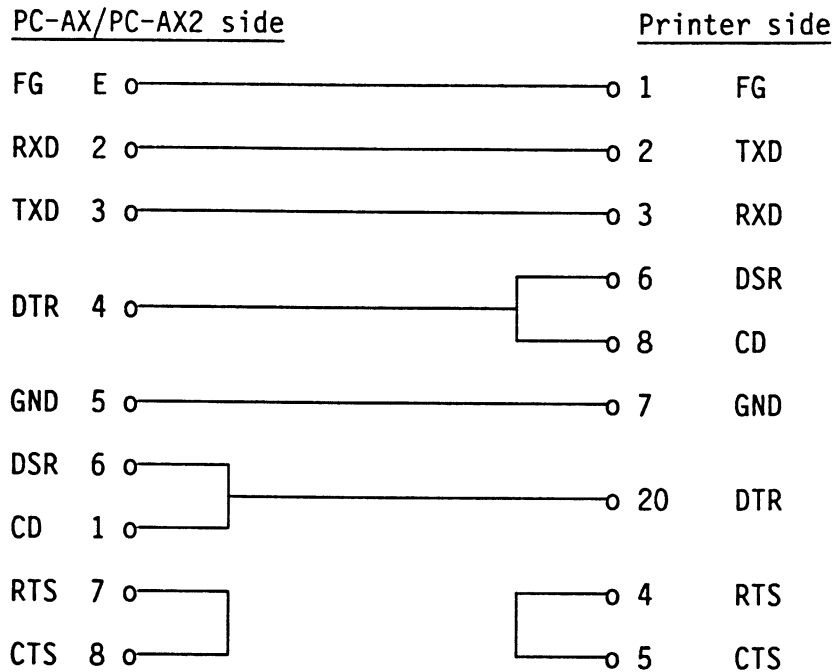 PC-AX/PC-AX2 side Printer side
FG E 1 FG
RXD 2 2 TXD
TXD 3 3 RXD
6 DSR
DTR 4
8 CD
GND 5 7 GND
DSR 6
20 DTR
CD 1
RTS 7 4 RTS
CTS 8 5 CTS